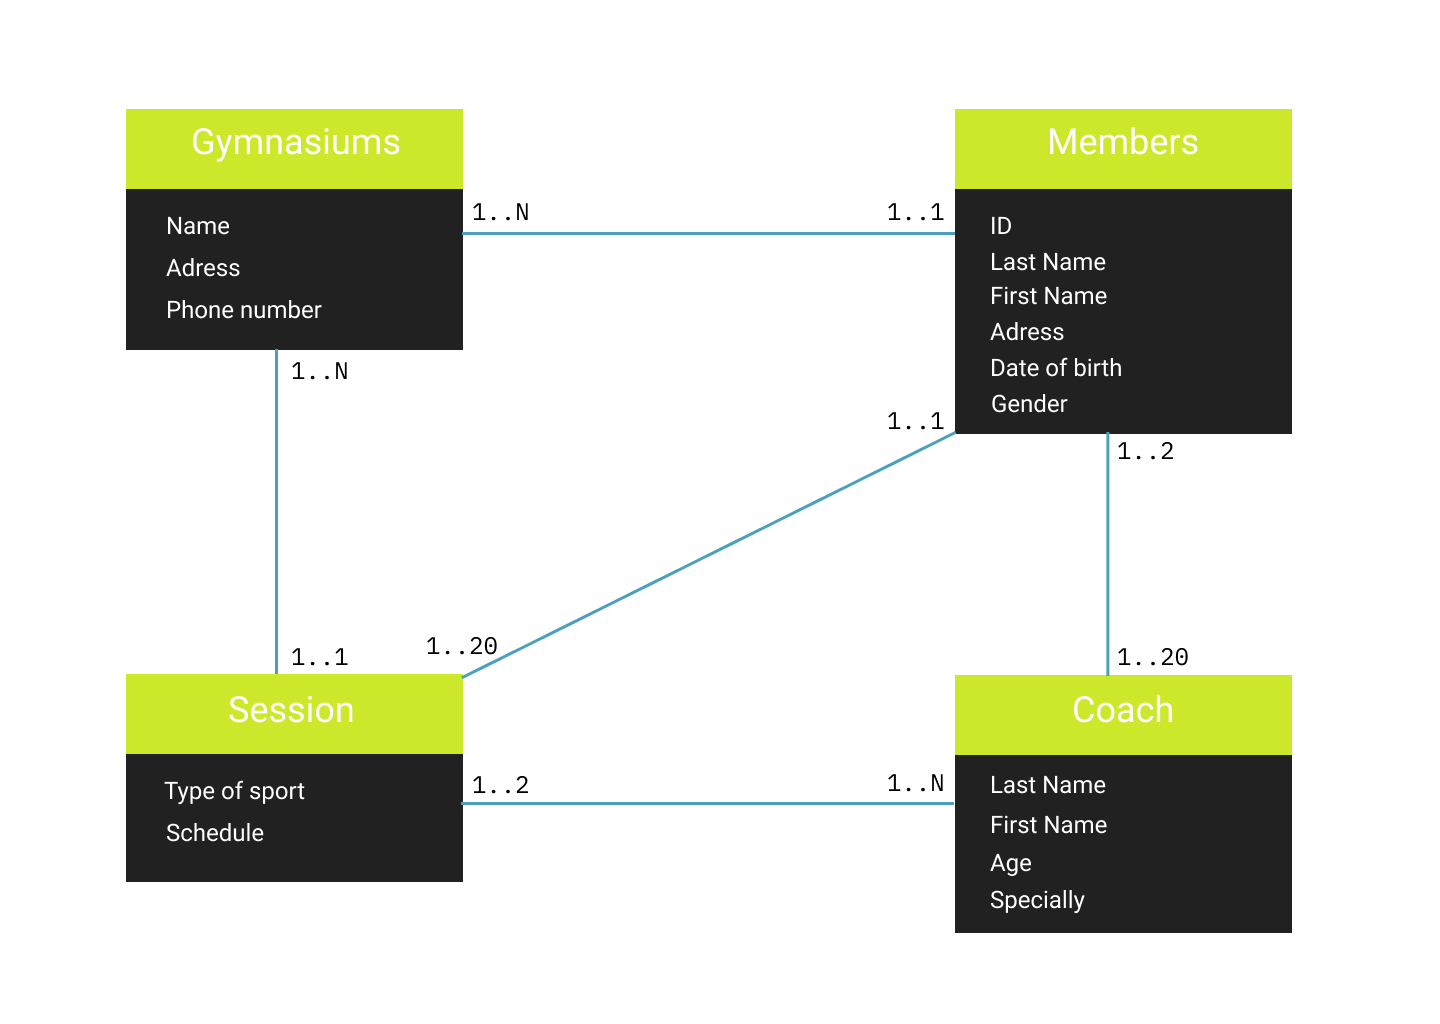 Gymnasiums
Name
Adress
Phone number
1..N
1..1
Members
ID
Last Name
First Name
Adress
Date of birth
Gender
1..N
1..1
1..2
1..1
1..20
1..20
Session
Type of sport
Schedule
1..2
1..N
Coach
Last Name
First Name
Age
Specially